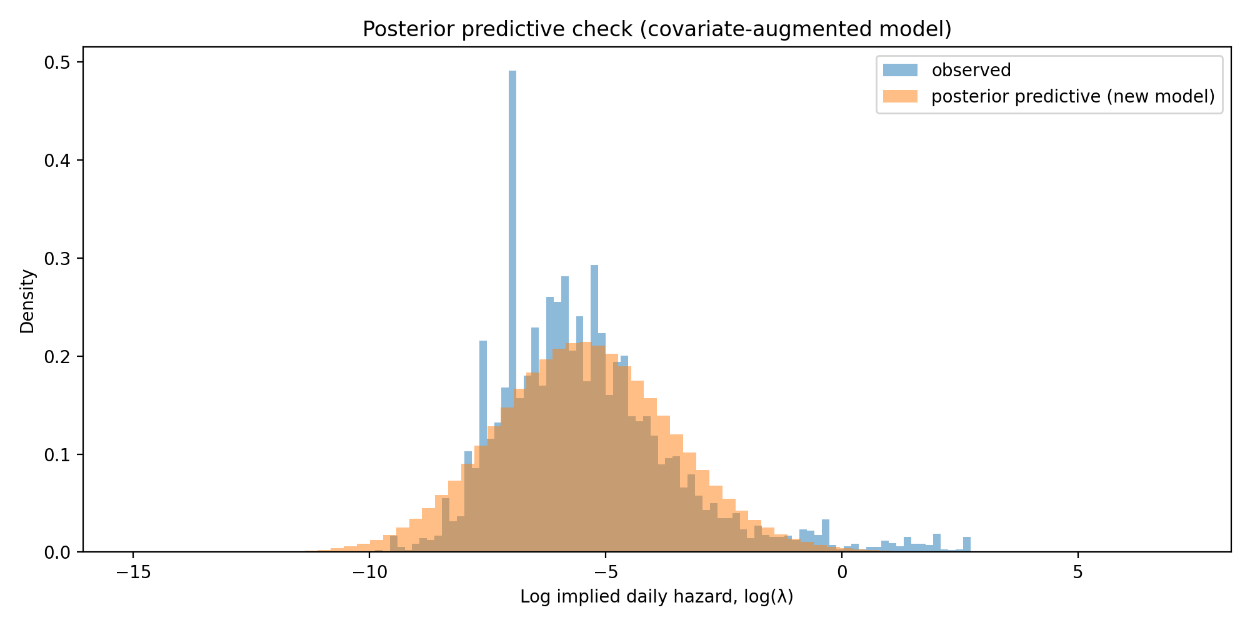 Posterior predictive check (covariate-augmented model)
observed
posterior predictive (new model)
Density
0.5
0.4
0.3
0.2
0.1
0.0
−15
−10
−5
0
5
Log implied daily hazard, log(λ)